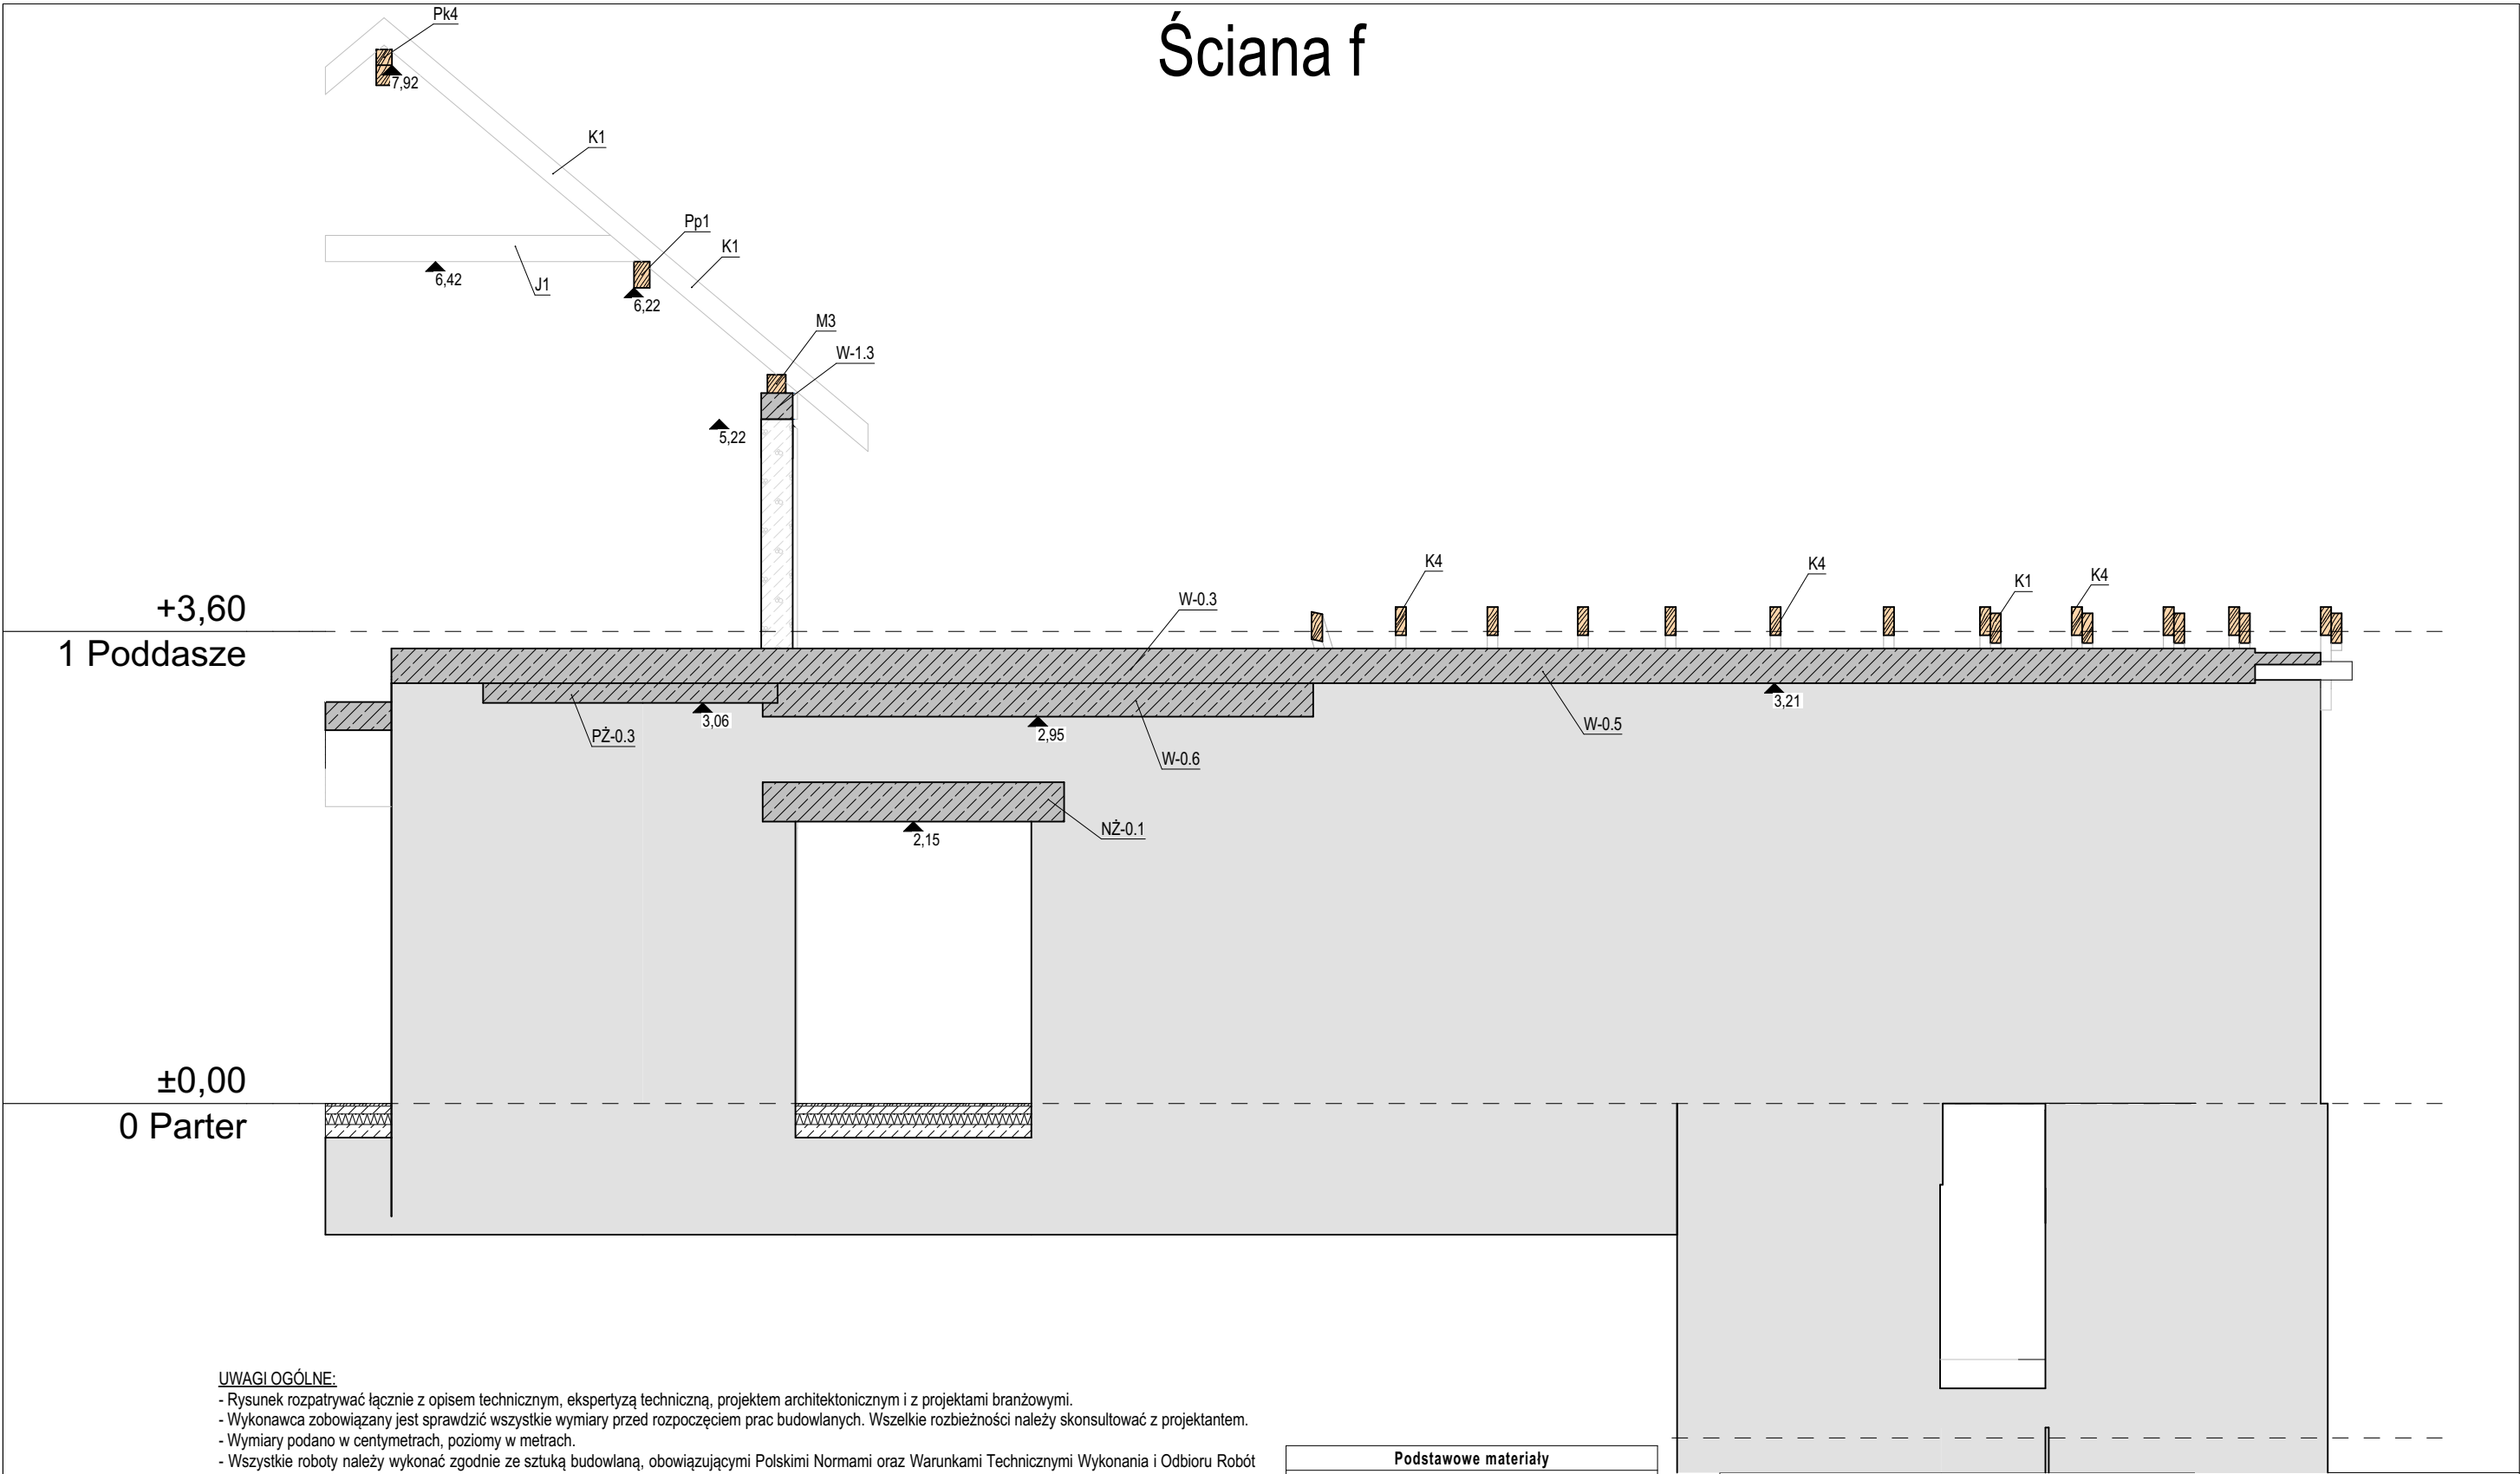 Ściana f
Pk4
7,92
K1
Pp1
K1
6,42
J1
6,22
M3
W-1.3
5,22
K4
K4
K1
K4
+3,60
W-0.3
1 Poddasze
3,06
3,21
PŻ-0.3
2,95
W-0.5
W-0.6
NŻ-0.1
2,15
±0,00
0 Parter
UWAGI OGÓLNE:
- Rysunek rozpatrywać łącznie z opisem technicznym, ekspertyzą techniczną, projektem architektonicznym i z projektami branżowymi.
- Wykonawca zobowiązany jest sprawdzić wszystkie wymiary przed rozpoczęciem prac budowlanych. Wszelkie rozbieżności należy skonsultować z projektantem.
- Wymiary podano w centymetrach, poziomy w metrach.
- Wszystkie roboty należy wykonać zgodnie ze sztuką budowlaną, obowiązującymi Polskimi Normami oraz Warunkami Technicznymi Wykonania i Odbioru Robót
Podstawowe materiały